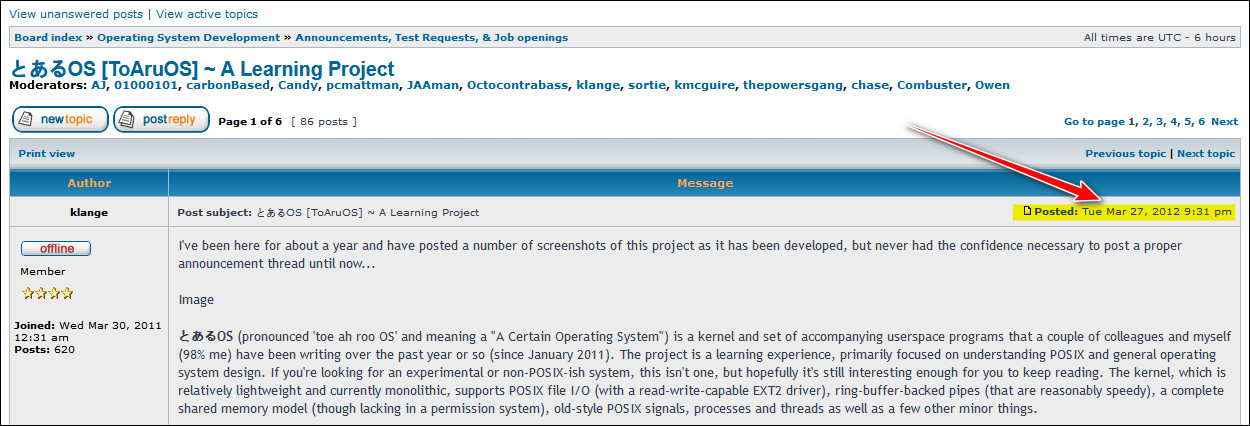 View unanswered posts | View active topics
Board index » Operating System Development » Announcements, Test Requests, & Job openings
All times are UTC - 6 hours
とあるOS [ToAruOS] ~ A Learning Project
Moderators: AJ, 01000101, carbonBased, Candy, pcmattman, JAAman, Octocontrabass, klange, sortie, kmcguire, thepowersgang, chase, Combuster, Owen
newtopic
postreply
Page 1 of 6 [ 86 posts ]
Go to page 1, 2, 3, 4, 5, 6 Next
Print view
Previous topic | Next topic
Author
Message
klange
Post subject: とあるOS [ToAruOS] ~ A Learning Project
Posted: Tue Mar 27, 2012 9:31 pm
offline
Member
Joined: Wed Mar 30, 2011
12:31 am
Posts: 620
I've been here for about a year and have posted a number of screenshots of this project as it has been developed, but never had the confidence necessary to post a proper
announcement thread until now...
Image
とあるOS (pronounced 'toe ah roo OS' and meaning a "A Certain Operating System") is a kernel and set of accompanying userspace programs that a couple of colleagues and myself
(98% me) have been writing over the past year or so (since January 2011). The project is a learning experience, primarily focused on understanding POSIX and general operating
system design. If you're looking for an experimental or non-POSIX-ish system, this isn't one, but hopefully it's still interesting enough for you to keep reading. The kernel, which is
relatively lightweight and currently monolithic, supports POSIX file I/O (with a read-write-capable EXT2 driver), ring-buffer-backed pipes (that are reasonably speedy), a complete
shared memory model (though lacking in a permission system), old-style POSIX signals, processes and threads as well as a few other minor things.